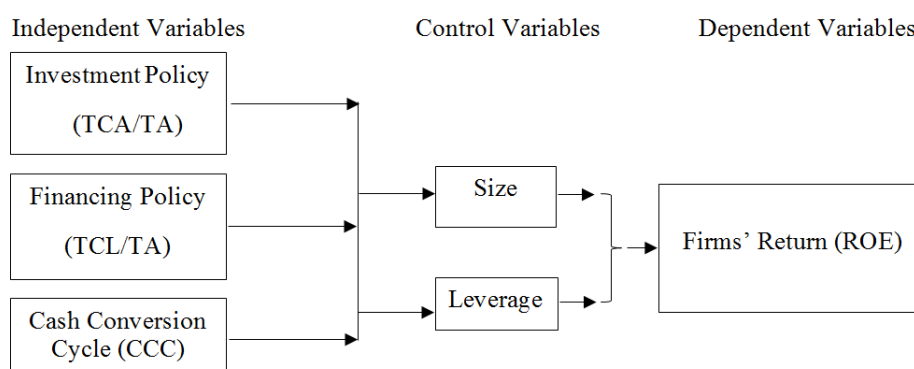 Independent Variables
Control Variables
Dependent Variables
Investment Policy
(TCA/TA)
Financing Policy
(TCL/TA)
Cash Conversion
Cycle (CCC)
Size
Leverage
Firms’ Return (ROE)